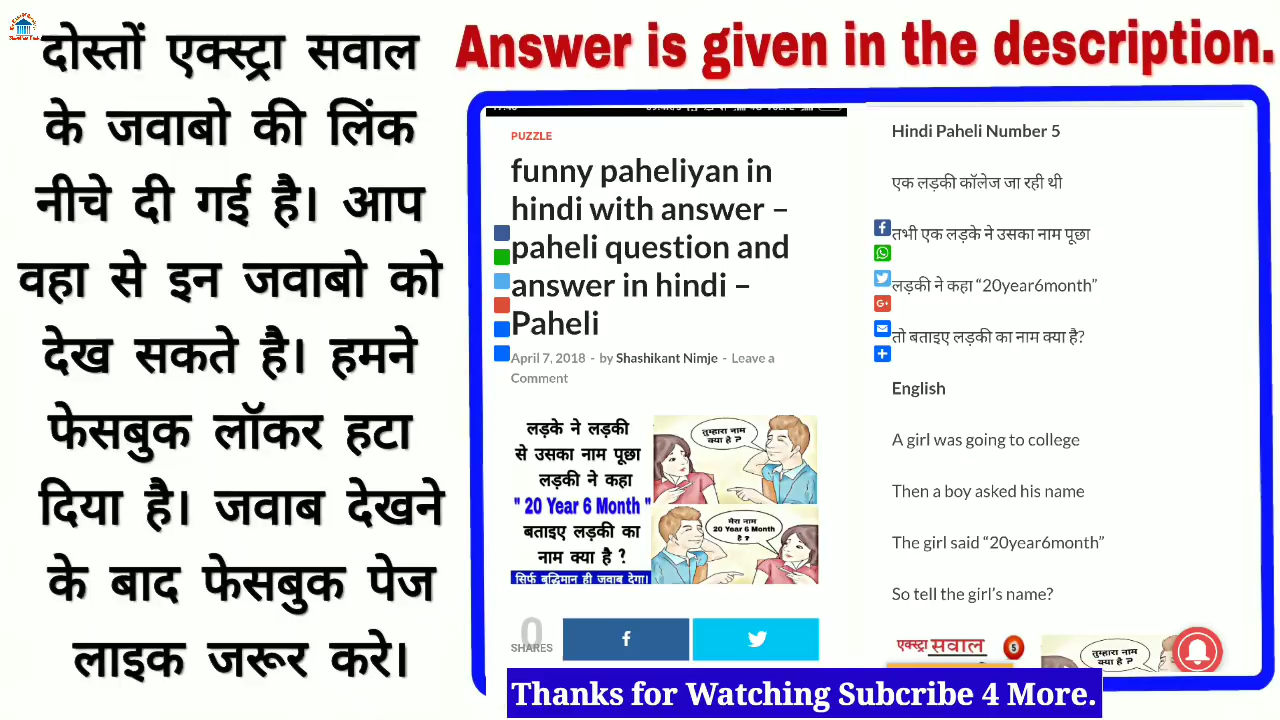 दोस्तों एक्स्ट्रा सवाल
के जवाबो की लिंक
नीचे दी गई है। आप
वहा से इन जवाबो को
देख सकते है। हमने
फेसबुक लॉकर हटा
दिया है। जवाब देखने
के बाद फेसबुक पेज
लाइक जरूर करे।
Answer is given in the description.
PUZZLE
funny paheliyan in
hindi with answer –
paheli question and
answer in hindi –
Paheli
April 7, 2018 - by Shashikant Nimje - Leave a
Comment
लड़के ने लड़की
से उसका नाम पूछा
लड़की ने कहा
" 20 Year 6 Month "
बताइए लड़की का
नाम क्या है ?
सिर्फ बुद्धिमान ही जवाब देगा।
तुम्हारा नाम
क्या है ?
मेरा नाम
20 Year 6 Month
है ?
0
SHARES
Hindi Paheli Number 5
एक लड़की कॉलेज जा रही थी
तभी एक लड़के ने उसका नाम पूछा
लड़की ने कहा “20year6month”
तो बताइए लड़की का नाम क्या है?
English
A girl was going to college
Then a boy asked his name
The girl said “20year6month”
So tell the girl’s name?
एक्स्ट्रा सवाल 5
तुम्हारा नाम
क्या है ?
Thanks for Watching Subcribe 4 More.